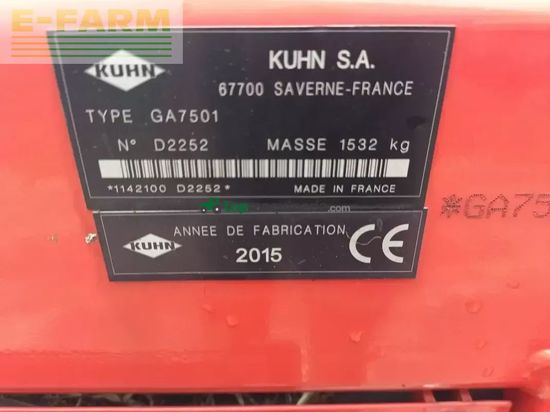 E-FARM
KUHN
KUHN S.A.
67700 SAVERNE-FRANCE
TYPE GA7501
N° D2252 MASSE 1532 kg
*1142100 D2252* MADE IN FRANCE
.com
*GA75
KUHN
ANNEE DE FABRICATION
2015
CE